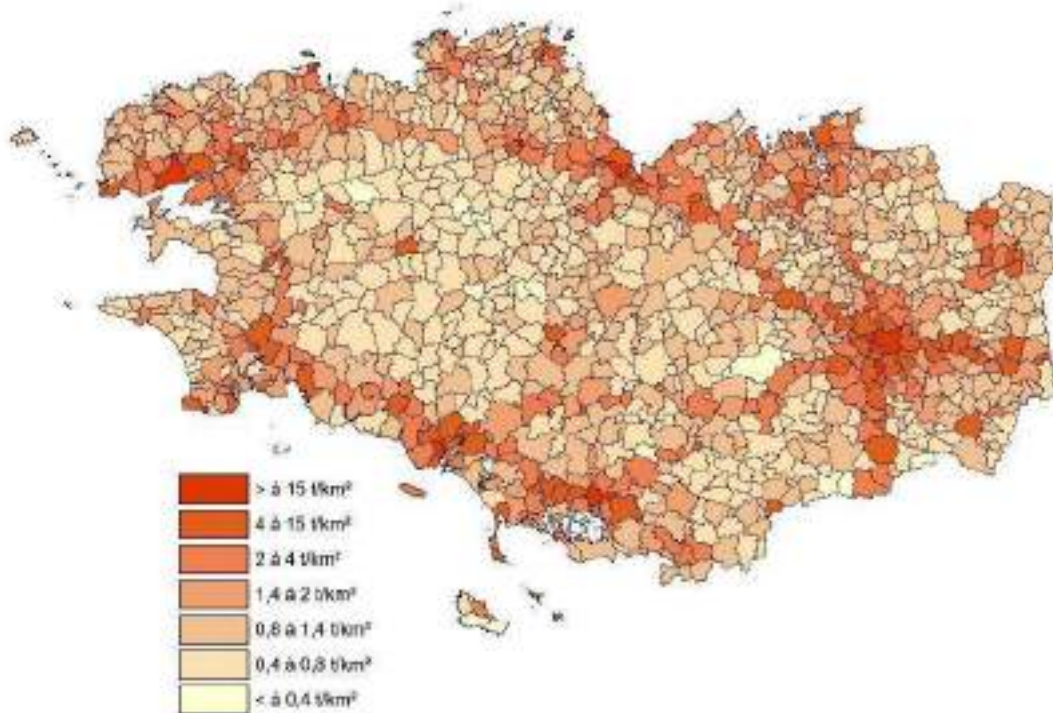 > à 15 t/km²
4 à 15 t/km²
2 à 4 t/km²
1,4 à 2 t/km²
0,8 à 1,4 t/km²
0,4 à 0,8 t/km²
< à 0,4 t/km²